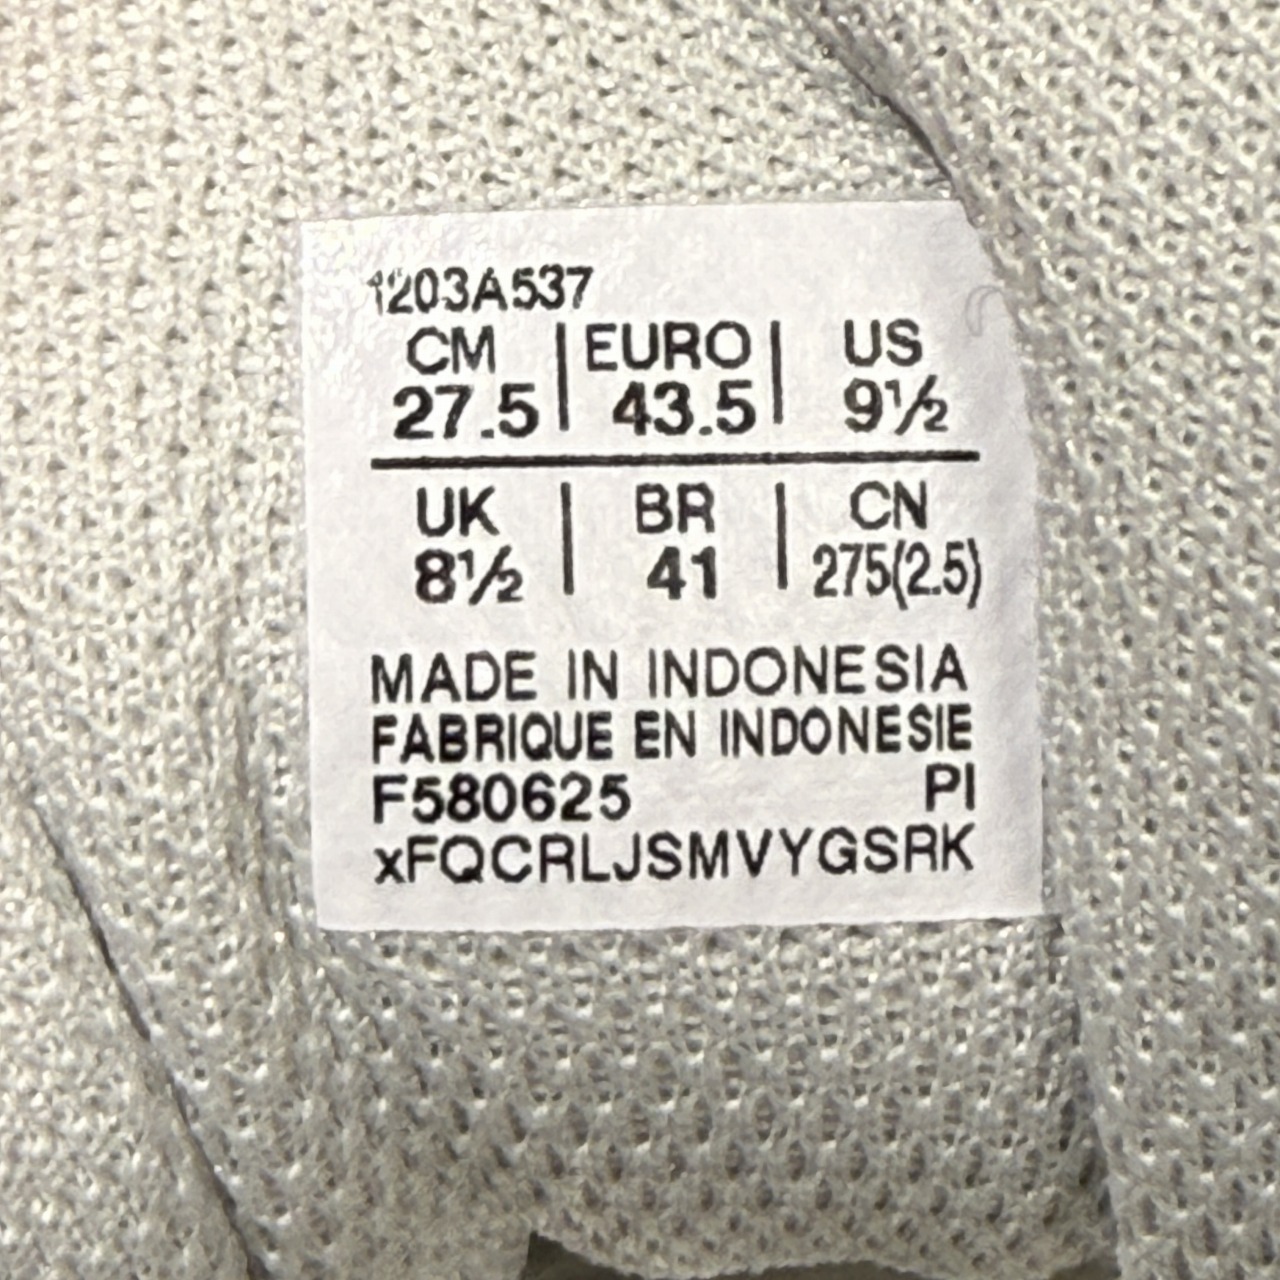 1203A537
CM | EURO | US
27.5 | 43.5 | 9½
UK | BR | CN
8½ | 41 | 275(2.5)
MADE IN INDONESIA
FABRIQUE EN INDONESIE
F580625 PI
xFQCRLJSMVYGSRK